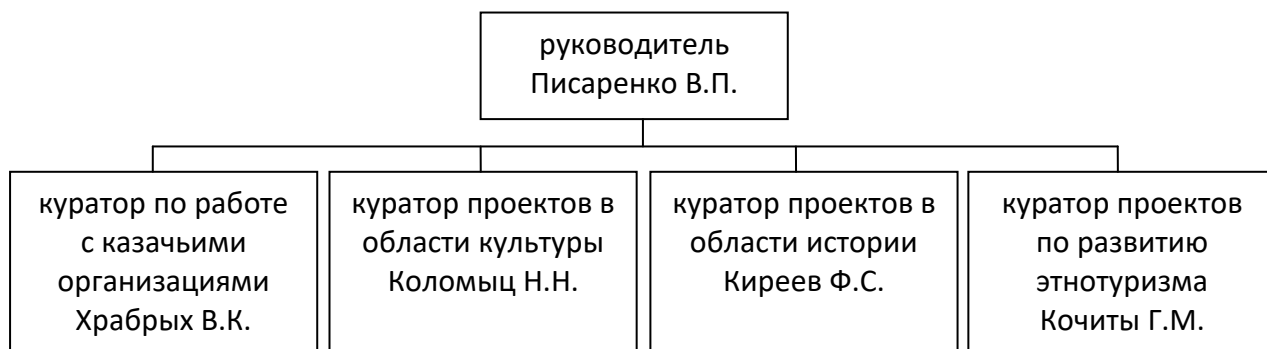 руководитель
Писаренко В.П.
куратор по работе
с казачьими
организациями
Храбрых В.К.
куратор проектов в
области культуры
Коломыц Н.Н.
куратор проектов в
области истории
Киреев Ф.С.
куратор проектов
по развитию
этнотуризма
Кочиты Г.М.